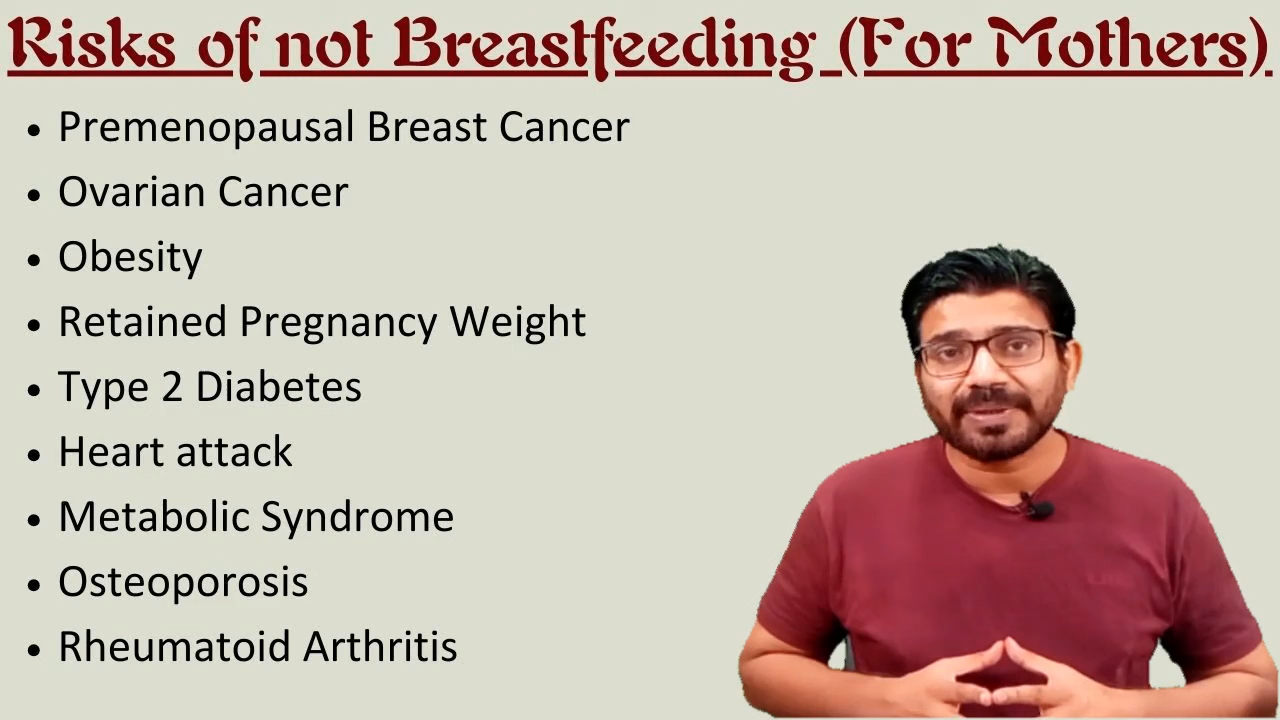 Risks of not Breastfeeding (For Mothers)
• Premenopausal Breast Cancer
• Ovarian Cancer
• Obesity
• Retained Pregnancy Weight
• Type 2 Diabetes
• Heart attack
• Metabolic Syndrome
• Osteoporosis
• Rheumatoid Arthritis